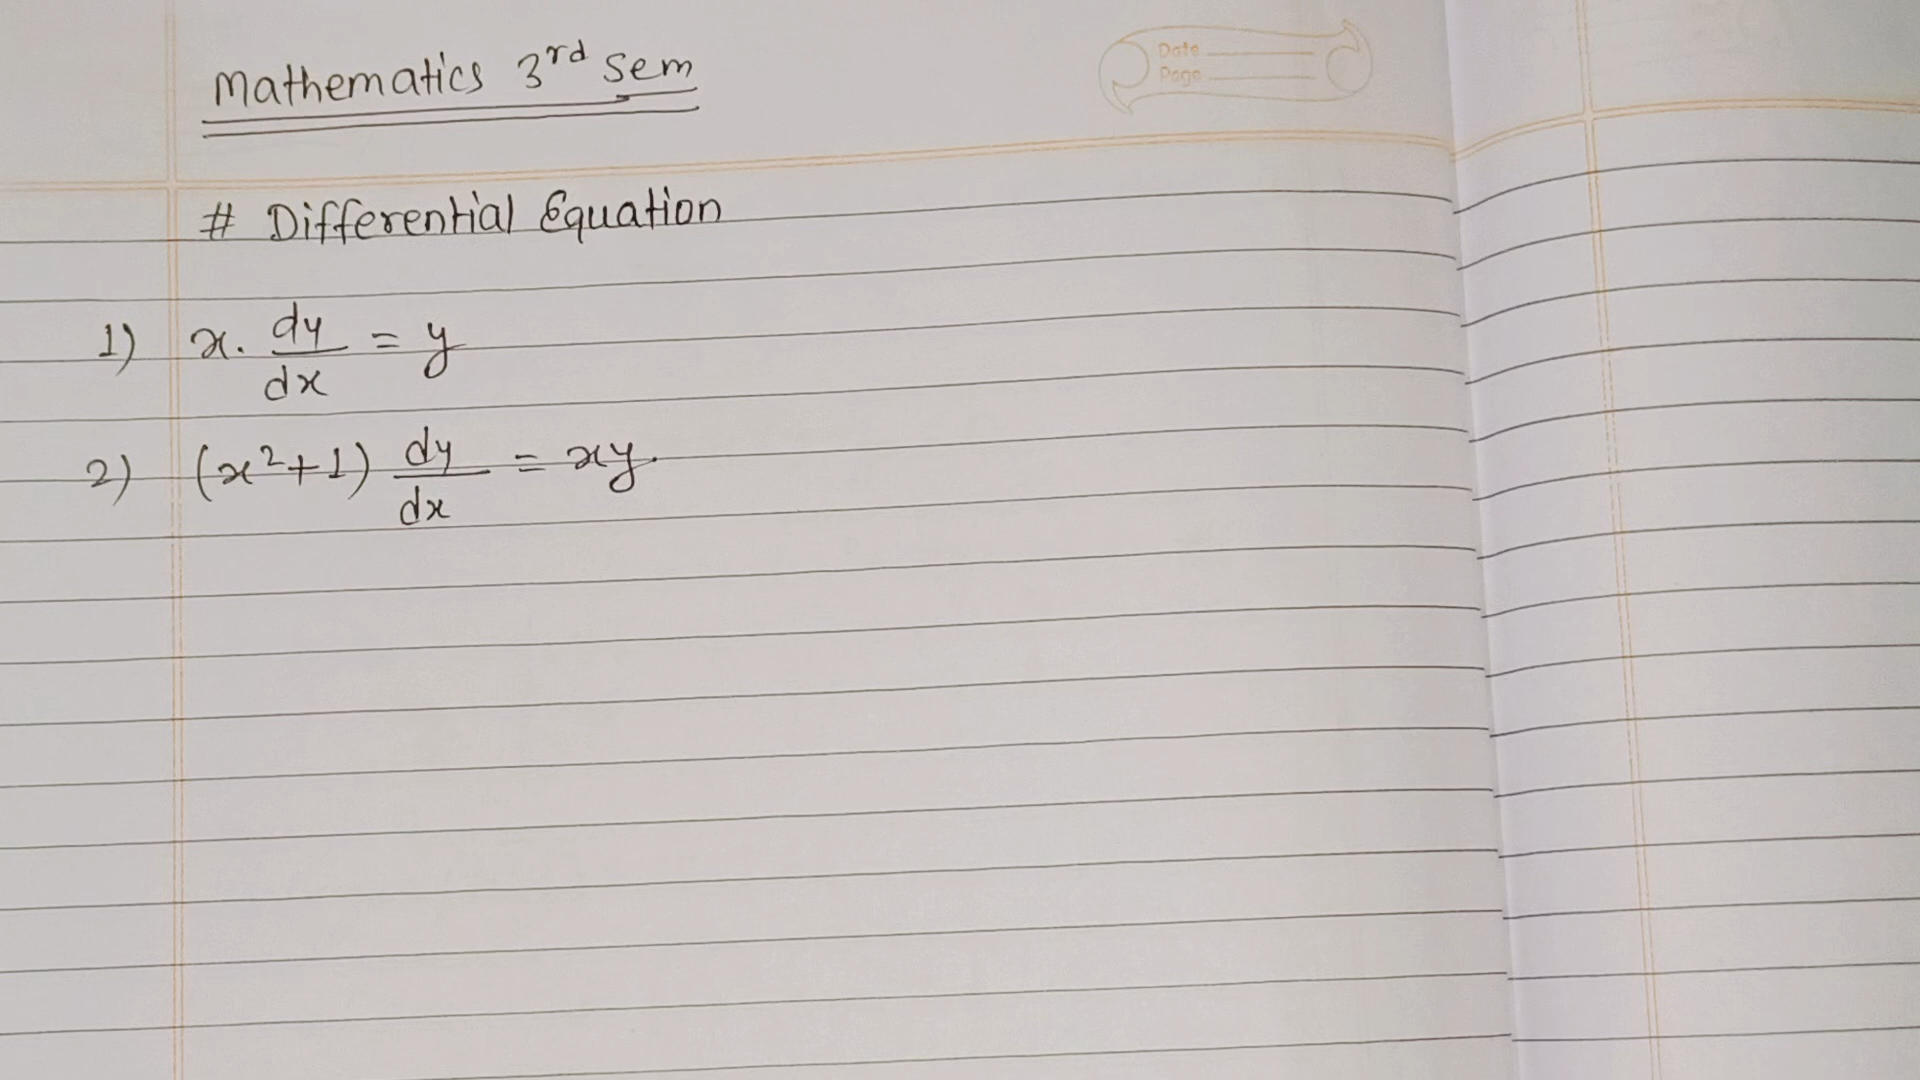 Mathematics 3rd Sem
Date
Page
# Differential Equation
1) x. dy/dx = y
2) (x²+1) dy/dx = xy.